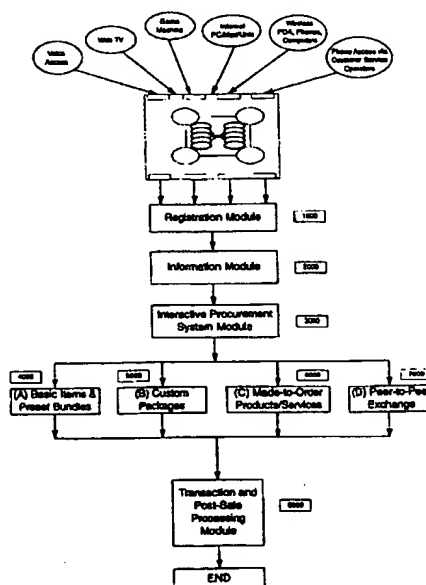 Voice
Access
Web TV
Game
Machine
Internet
PC/Mac/Unix
Wireless
PDA, Phones,
Computers
Phone Access via
Customer Service
Operators
Registration Module
1000
Information Module
2000
Interactive Procurement
System Module
3000
4000
(A) Basic Items &
Preset Bundles
5000
(B) Custom
Packages
6000
(C) Made-to-Order
Products/Services
7000
(D) Peer-to-Peer
Exchange
Transaction and
Post-Sale
Processing
Module
END